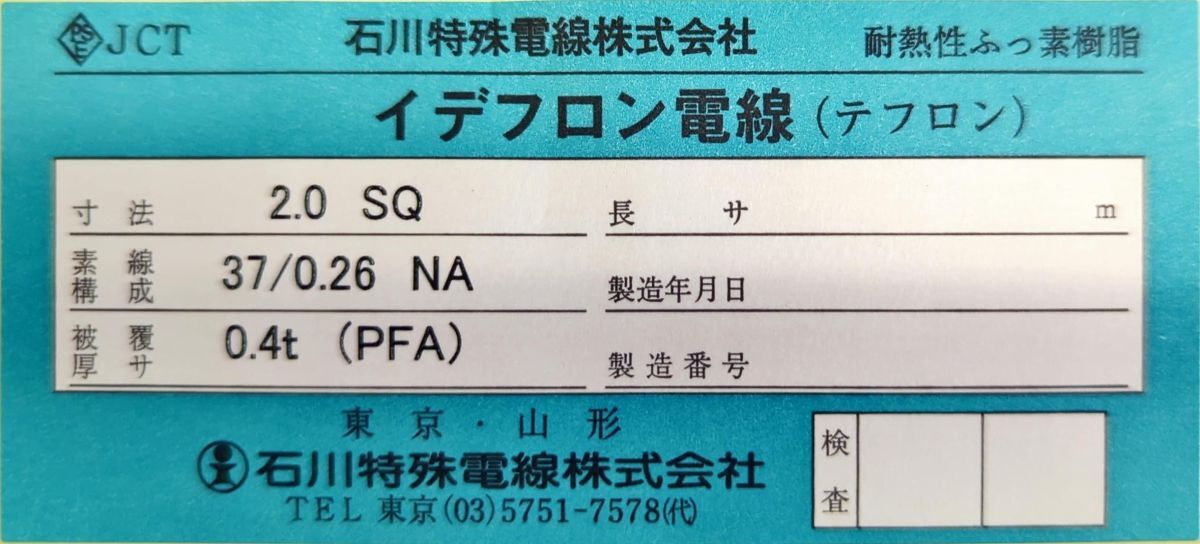 PSE JCT 石川特殊電線株式会社 耐熱性ふっ素樹脂
イデフロン電線 (テフロン)
寸法 2.0 SQ 長サ m
素線構成 37/0.26 NA 製造年月日
被覆厚サ 0.4t (PFA) 製造番号
東京・山形
石川特殊電線株式会社
TEL 東京(03)5751-7578(代)
検査